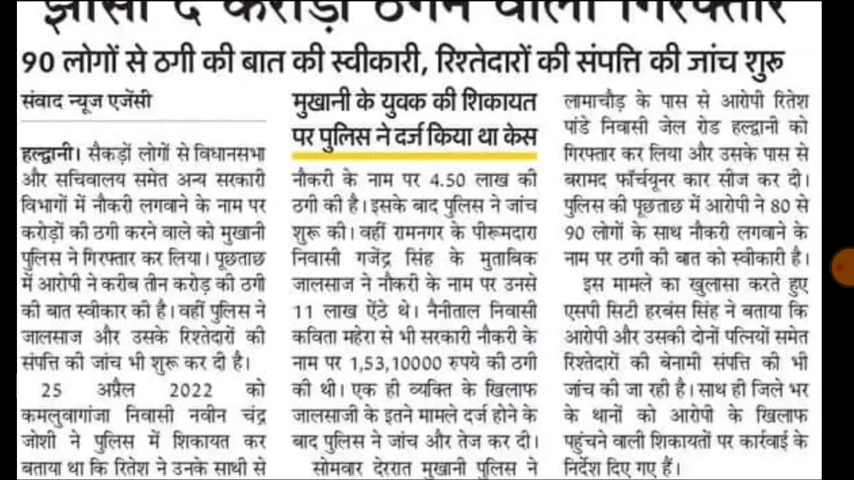 झांसा दे करोड़ों ठगने वाला गिरफ्तार
90 लोगों से ठगी की बात की स्वीकारी, रिश्तेदारों की संपत्ति की जांच शुरू
संवाद न्यूज एजेंसी
हल्द्वानी। सैकड़ों लोगों से विधानसभा
और सचिवालय समेत अन्य सरकारी
विभागों में नौकरी लगवाने के नाम पर
करोड़ों की ठगी करने वाले को मुखानी
पुलिस ने गिरफ्तार कर लिया। पूछताछ
में आरोपी ने करीब तीन करोड़ की ठगी
की बात स्वीकार की है। वहीं पुलिस ने
जालसाज और उसके रिश्तेदारों की
संपत्ति की जांच भी शुरू कर दी है।
25 अप्रैल 2022 को
कमलुवागांजा निवासी नवीन चंद्र
जोशी ने पुलिस में शिकायत कर
बताया था कि रितेश ने उनके साथी से
मुखानी के युवक की शिकायत
पर पुलिस ने दर्ज किया था केस
नौकरी के नाम पर 4.50 लाख की
ठगी की है। इसके बाद पुलिस ने जांच
शुरू की। वहीं रामनगर के पीरूमदारा
निवासी गजेंद्र सिंह के मुताबिक
जालसाज ने नौकरी के नाम पर उनसे
11 लाख ऐंठे थे। नैनीताल निवासी
कविता महेरा से भी सरकारी नौकरी के
नाम पर 1,53,10000 रुपये की ठगी
की थी। एक ही व्यक्ति के खिलाफ
जालसाजी के इतने मामले दर्ज होने के
बाद पुलिस ने जांच और तेज कर दी।
सोमवार देररात मुखानी पुलिस ने
लामाचौड़ के पास से आरोपी रितेश
पांडे निवासी जेल रोड हल्द्वानी को
गिरफ्तार कर लिया और उसके पास से
बरामद फॉर्च्यूनर कार सीज कर दी।
पुलिस की पूछताछ में आरोपी ने 80 से
90 लोगों के साथ नौकरी लगवाने के
नाम पर ठगी की बात को स्वीकारी है।
इस मामले का खुलासा करते हुए
एसपी सिटी हरबंस सिंह ने बताया कि
आरोपी और उसकी दोनों पत्नियों समेत
रिश्तेदारों की बेनामी संपत्ति की भी
जांच की जा रही है। साथ ही जिले भर
के थानों को आरोपी के खिलाफ
पहुंचने वाली शिकायतों पर कार्रवाई के
निर्देश दिए गए हैं।